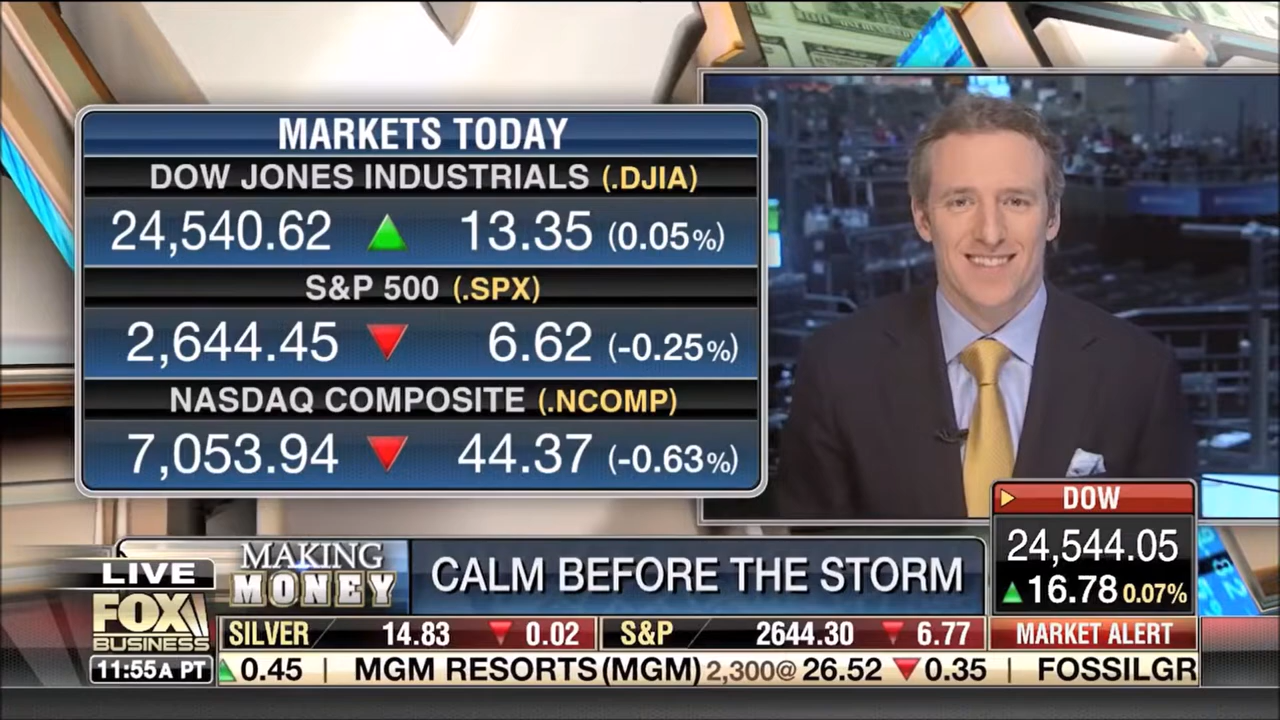 MARKETS TODAY
DOW JONES INDUSTRIALS (.DJIA)
24,540.62 ▲ 13.35 (0.05%)
S&P 500 (.SPX)
2,644.45 ▼ 6.62 (-0.25%)
NASDAQ COMPOSITE (.NCOMP)
7,053.94 ▼ 44.37 (-0.63%)
DOW
24,544.05
▲ 16.78 0.07%
MARKET ALERT
MAKING
MONEY
CALM BEFORE THE STORM
LIVE
FOX
BUSINESS
11:55A PT
SILVER 14.83 ▼ 0.02 S&P 2644.30 ▼ 6.77
▲ 0.45 | MGM RESORTS (MGM) 2,300@ 26.52 ▼ 0.35 | FOSSILGR